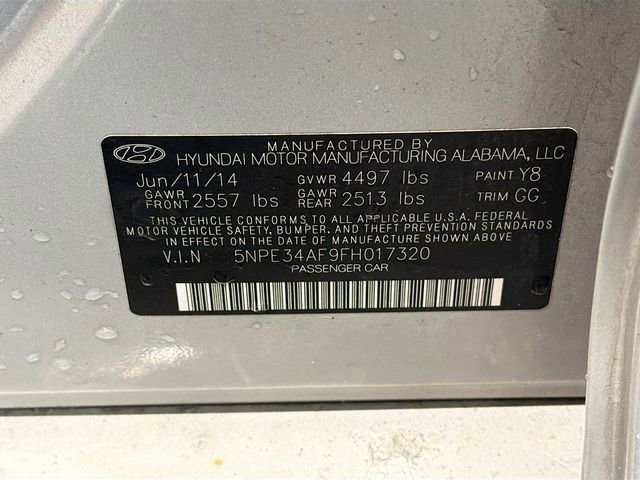 MANUFACTURED BY
HYUNDAI MOTOR MANUFACTURING ALABAMA, LLC
Jun/11/14 GVWR 4497 lbs PAINT Y8
GAWR FRONT 2557 lbs GAWR REAR 2513 lbs TRIM GG
THIS VEHICLE CONFORMS TO ALL APPLICABLE U.S.A. FEDERAL
MOTOR VEHICLE SAFETY, BUMPER, AND THEFT PREVENTION STANDARDS
IN EFFECT ON THE DATE OF MANUFACTURE SHOWN ABOVE
V.I.N 5NPE34AF9FH017320
PASSENGER CAR